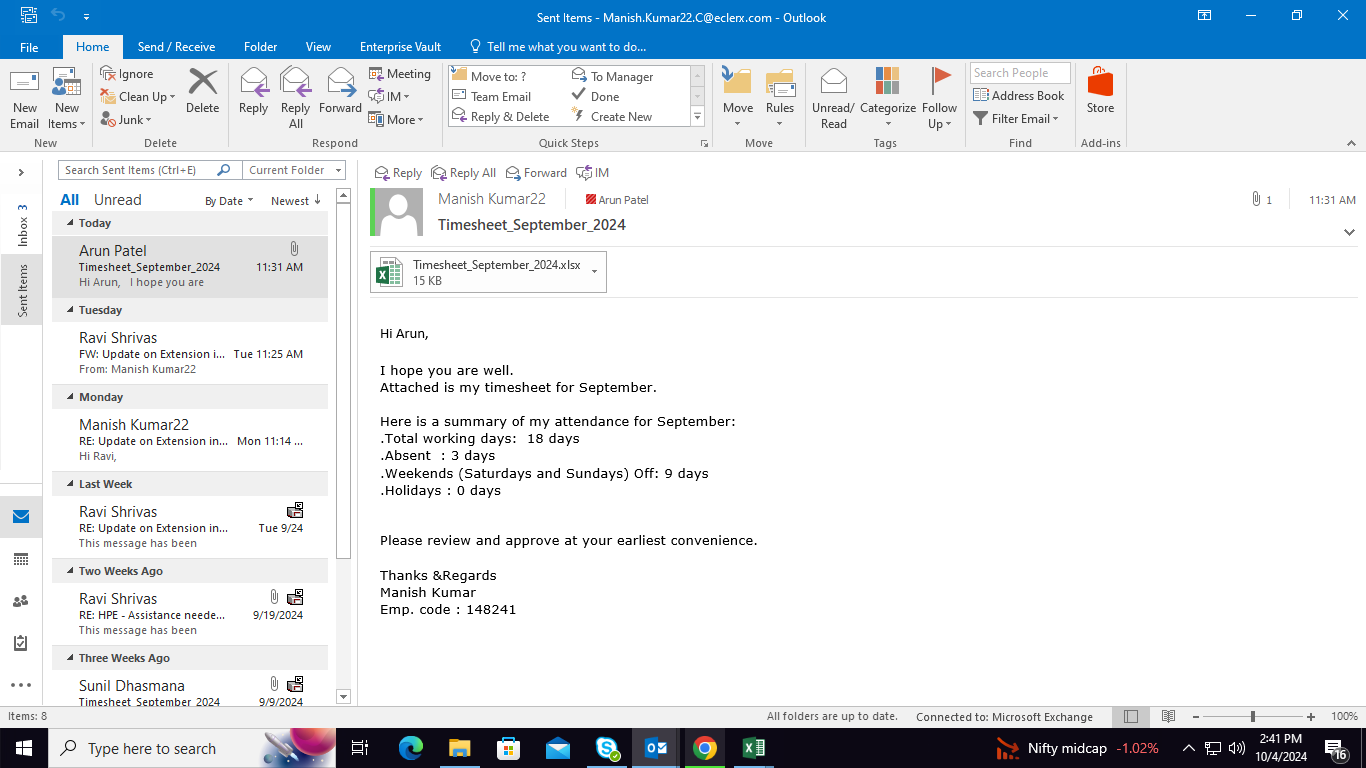 Sent Items - Manish.Kumar22.C@eclerx.com - Outlook
File Home Send / Receive Folder View Enterprise Vault Tell me what you want to do...
New Email
New Items
New
Ignore
Clean Up
Junk
Delete
Delete
Reply
Reply All
Forward
Meeting
IM
More
Respond
Move to: ?
Team Email
Reply & Delete
To Manager
Done
Create New
Quick Steps
Move
Rules
Move
Unread/ Read
Categorize
Follow Up
Tags
Search People
Address Book
Filter Email
Find
Store
Add-ins
Inbox 3
Sent Items
Search Sent Items (Ctrl+E) Current Folder
All Unread By Date Newest
Today
Arun Patel
Timesheet_September_2024 11:31 AM
Hi Arun, I hope you are
Tuesday
Ravi Shrivas
FW: Update on Extension i... Tue 11:25 AM
From: Manish Kumar22
Monday
Manish Kumar22
RE: Update on Extension in... Mon 11:14 ...
Hi Ravi,
Last Week
Ravi Shrivas
RE: Update on Extension in... Tue 9/24
This message has been
Two Weeks Ago
Ravi Shrivas
RE: HPE - Assistance neede... 9/19/2024
This message has been
Three Weeks Ago
Sunil Dhasmana
Timesheet_September_2024 9/9/2024
Reply Reply All Forward IM
Manish Kumar22 Arun Patel 1 11:31 AM
Timesheet_September_2024
Timesheet_September_2024.xlsx
15 KB
Hi Arun,
I hope you are well.
Attached is my timesheet for September.
Here is a summary of my attendance for September:
.Total working days: 18 days
.Absent : 3 days
.Weekends (Saturdays and Sundays) Off: 9 days
.Holidays : 0 days
Please review and approve at your earliest convenience.
Thanks &Regards
Manish Kumar
Emp. code : 148241
Items: 8 All folders are up to date. Connected to: Microsoft Exchange 100%
Type here to search
Nifty midcap -1.02%
2:41 PM
10/4/2024
16